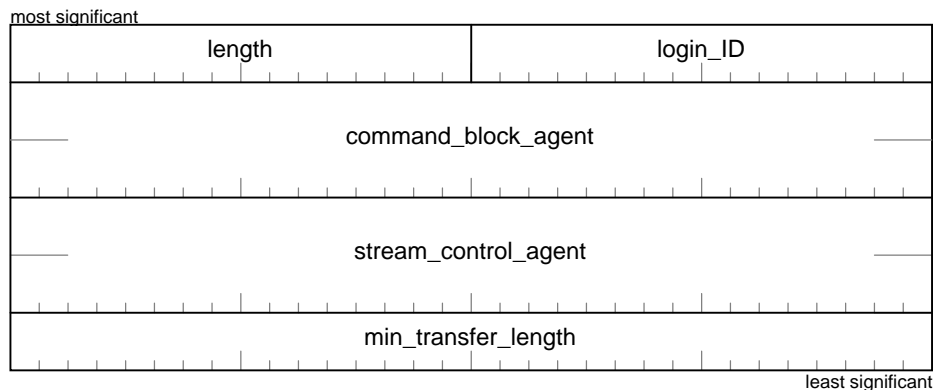 most significant
length login_ID
command_block_agent
stream_control_agent
min_transfer_length
least significant